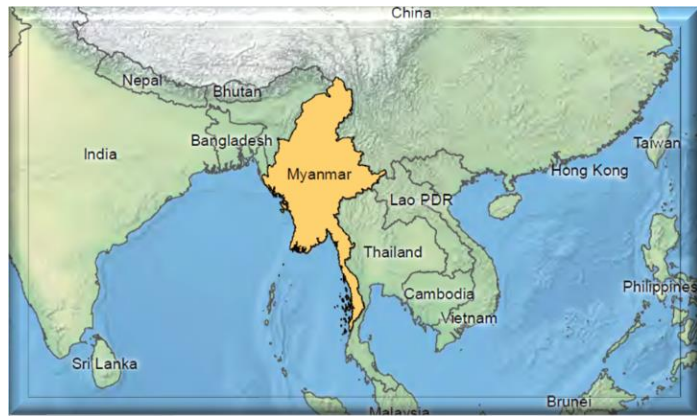 China
Nepal
Bhutan
Taiwan
Bangladesh
India
Hong Kong
Myanmar
Lao PDR
Thailand
Philippines
Cambodia
Vietnam
Sri Lanka
Brunei
Malaysia